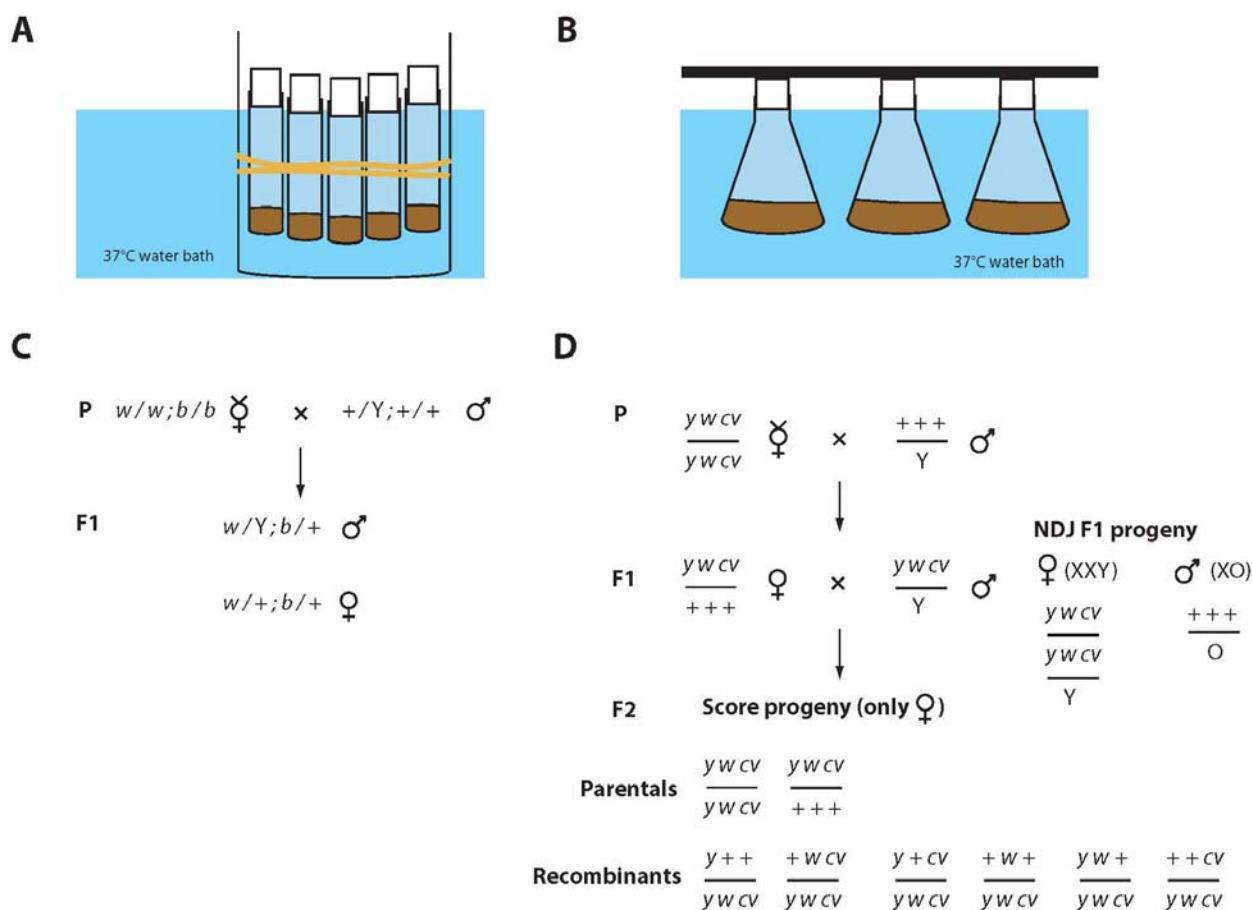 A
B
37°C water bath
37°C water bath
C
D
P w/w;b/b ☿ × +/Y;+/+ ♂
F1 w/Y;b/+ ♂
w/+;b/+ ♀
P y w cv × + + + ♂
y w cv Y
NDJ F1 progeny
♀ (XXY) ♂ (XO)
F1 y w cv ♀ × y w cv ♂
+ + + Y
y w cv + + +
y w cv O
Y
F2 Score progeny (only ♀)
Parentals y w cv y w cv
y w cv + + +
Recombinants y + + + w cv y + cv + w + y w + + + cv
y w cv y w cv y w cv y w cv y w cv y w cv